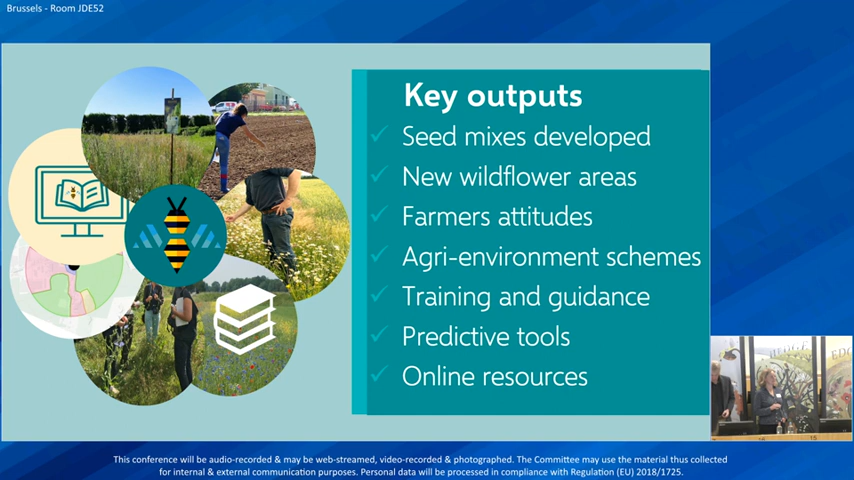 Brussels - Room JDE52
Key outputs
Seed mixes developed
New wildflower areas
Farmers attitudes
Agri-environment schemes
Training and guidance
Predictive tools
Online resources
This conference will be audio-recorded & may be web-streamed, video-recorded & photographed. The Committee may use the material thus collected
for internal & external communication purposes. Personal data will be processed in compliance with Regulation (EU) 2018/1725.